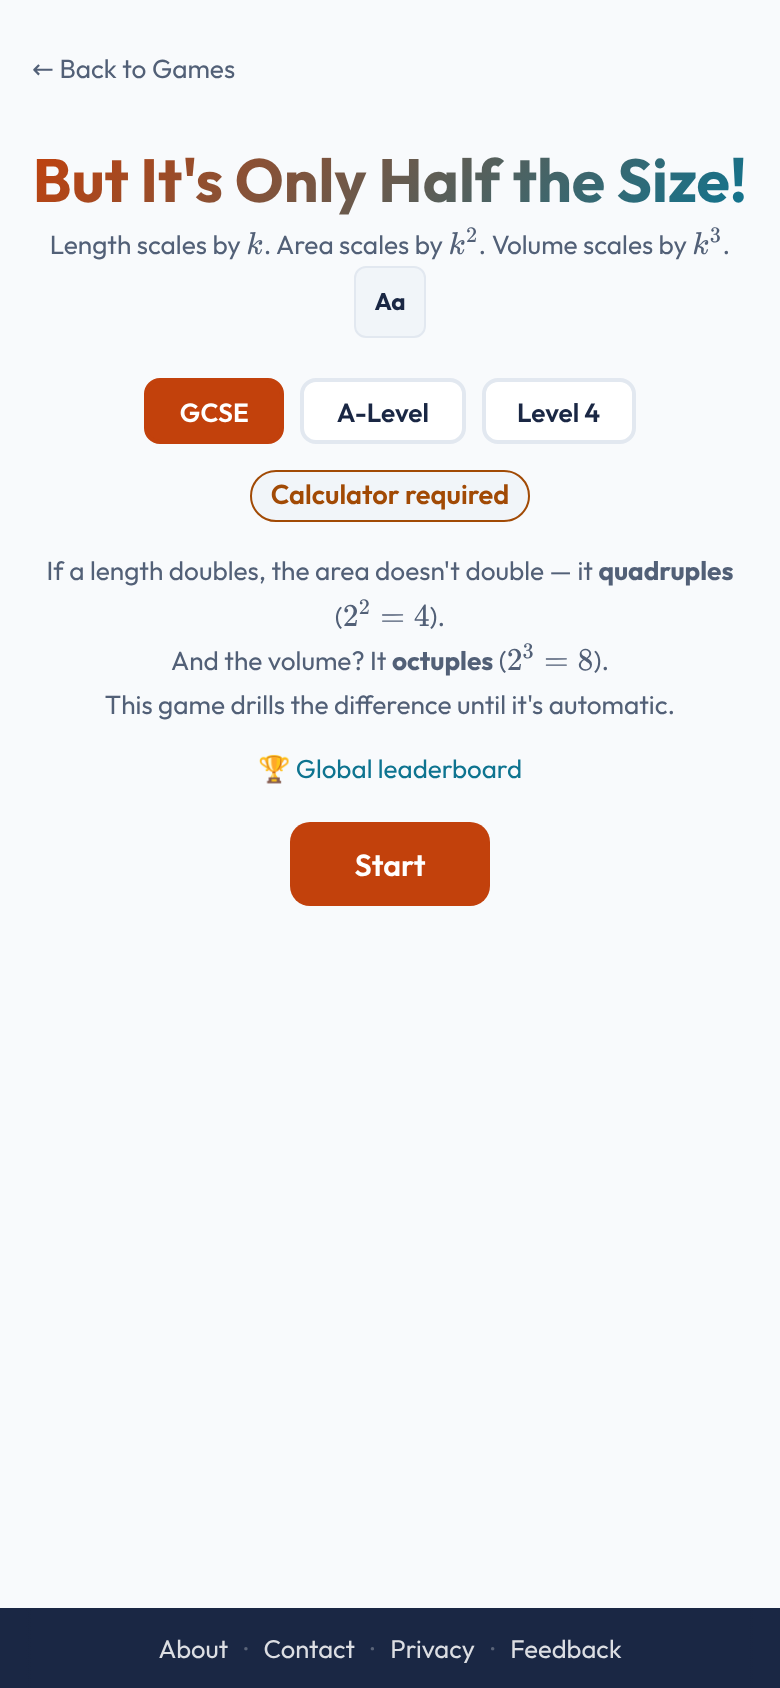 ← Back to Games
But It's Only Half the Size!
Length scales by k. Area scales by k². Volume scales by k³.
Aa
GCSE
A-Level
Level 4
Calculator required
If a length doubles, the area doesn't double — it quadruples
(2² = 4).
And the volume? It octuples (2³ = 8).
This game drills the difference until it's automatic.
🏆 Global leaderboard
Start
About · Contact · Privacy · Feedback